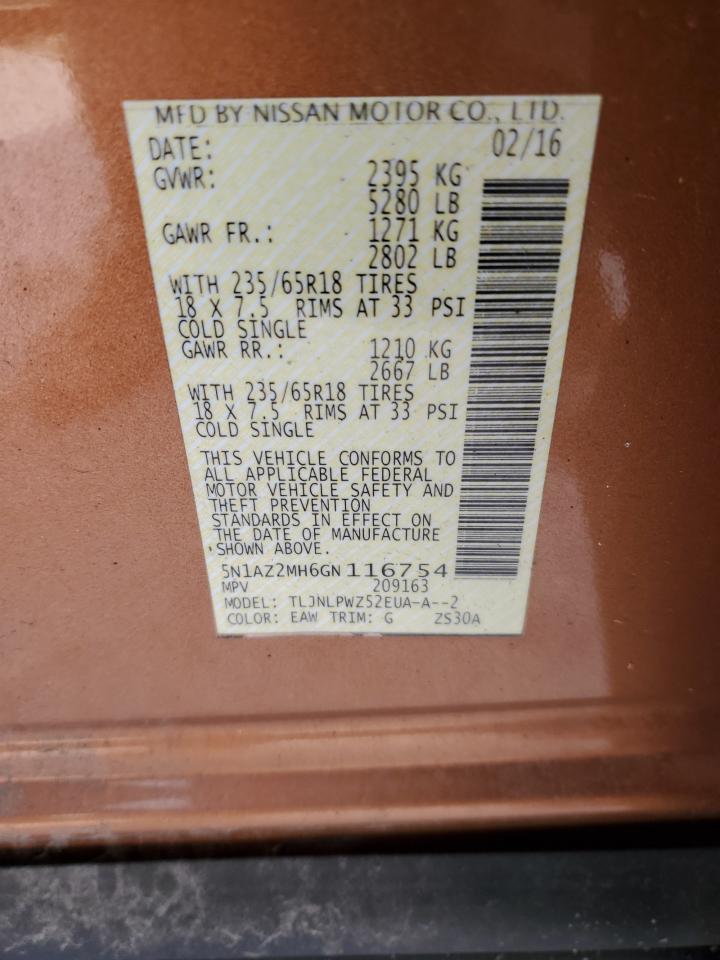 MFD BY NISSAN MOTOR CO., LTD.
DATE: 02/16
GVWR: 2395 KG
5280 LB
GAWR FR.: 1271 KG
2802 LB
WITH 235/65R18 TIRES
18 X 7.5 RIMS AT 33 PSI
COLD SINGLE
GAWR RR.: 1210 KG
2667 LB
WITH 235/65R18 TIRES
18 X 7.5 RIMS AT 33 PSI
COLD SINGLE
THIS VEHICLE CONFORMS TO
ALL APPLICABLE FEDERAL
MOTOR VEHICLE SAFETY AND
THEFT PREVENTION
STANDARDS IN EFFECT ON
THE DATE OF MANUFACTURE
SHOWN ABOVE.
5N1AZ2MH6GN116754
MPV 209163
MODEL: TLJNLPWZ52EUA-A--2
COLOR: EAW TRIM: G ZS30A